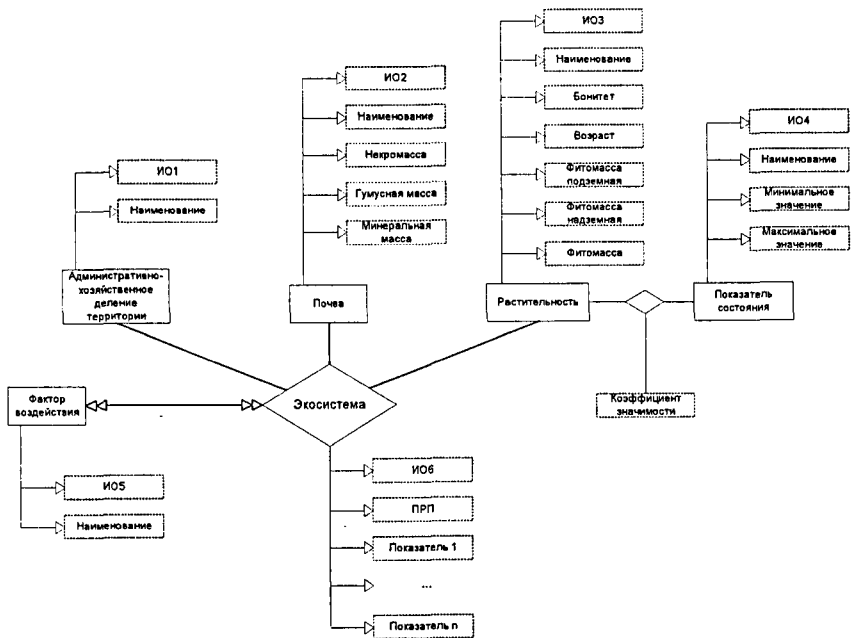 ИО3
Наименование
Бонитет
Возраст
Фитомасса
подземная
Фитомасса
надземная
Фитомасса
Растительность
ИО2
Наименование
Некромасса
Гумусная масса
Минеральная
масса
Почва
ИО4
Наименование
Минимальное
значение
Максимальное
значение
Показатель
состояния
ИО1
Наименование
Административно-
хозяйственное
деление
территории
Коэффициент
значимости
Фактор
воздействия
Экосистема
ИО5
Наименование
ИО6
ПРП
Показатель 1
...
Показатель n